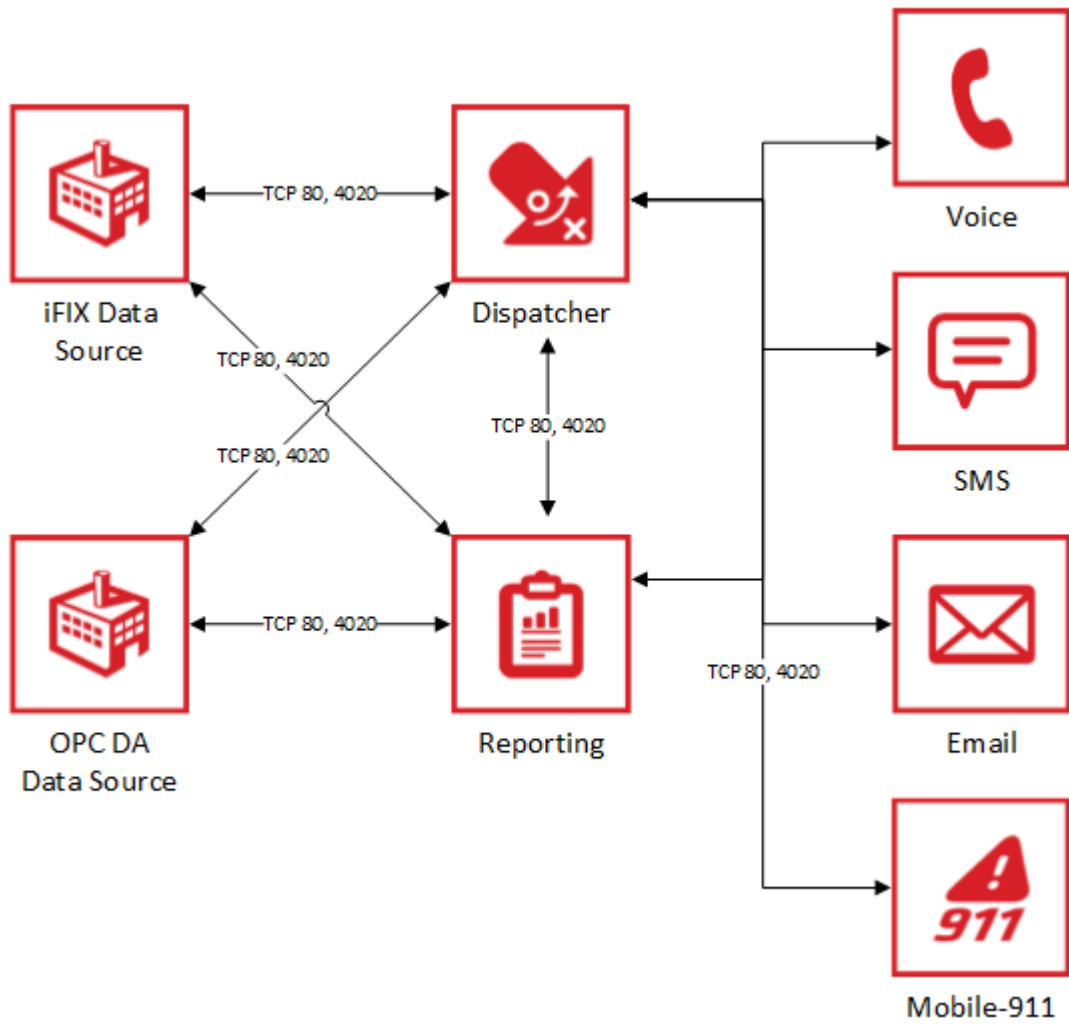 Voice
TCP 80, 4020
iFIX Data
Source
Dispatcher
TCP 80, 4020
TCP 80, 4020
TCP 80, 4020
SMS
TCP 80, 4020
TCP 80, 4020
OPC DA
Data Source
Reporting
Email
911
Mobile-911